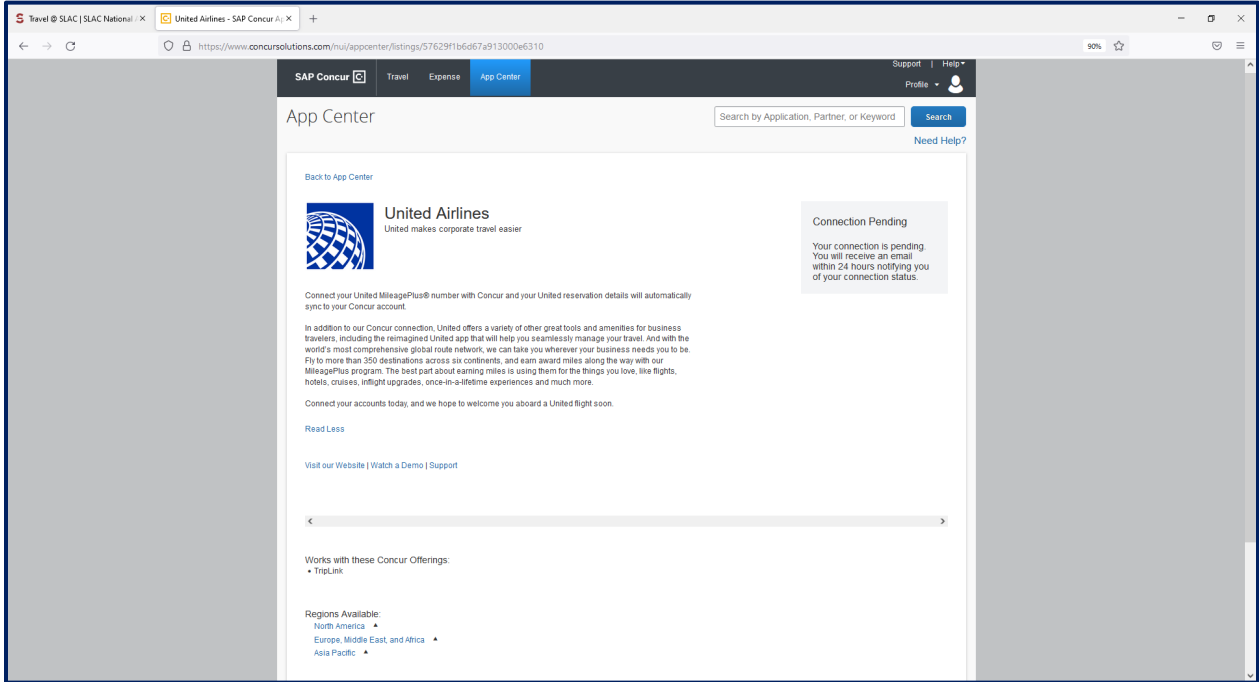 Travel @ SLAC | SLAC National
United Airlines - SAP Concur Ap
https://www.concursolutions.com/nui/appcenter/listings/57629f1b6d67a913000e6310
90%
Support | Help
SAP Concur
Travel
Expense
App Center
Profile
App Center
Search by Application, Partner, or Keyword
Search
Need Help?
Back to App Center
United Airlines
United makes corporate travel easier
Connection Pending
Your connection is pending.
You will receive an email
within 24 hours notifying you
of your connection status.
Connect your United MileagePlus® number with Concur and your United reservation details will automatically
sync to your Concur account.
In addition to our Concur connection, United offers a variety of other great tools and amenities for business
travelers, including the reimagined United app that will help you seamlessly manage your travel. And with the
world's most comprehensive global route network, we can take you wherever your business needs you to be.
Fly to more than 350 destinations across six continents, and earn award miles along the way with our
MileagePlus program. The best part about earning miles is using them for the things you love, like flights,
hotels, cruises, inflight upgrades, once-in-a-lifetime experiences and much more.
Connect your accounts today, and we hope to welcome you aboard a United flight soon.
Read Less
Visit our Website | Watch a Demo | Support
Works with these Concur Offerings:
• TripLink
Regions Available:
North America
Europe, Middle East, and Africa
Asia Pacific